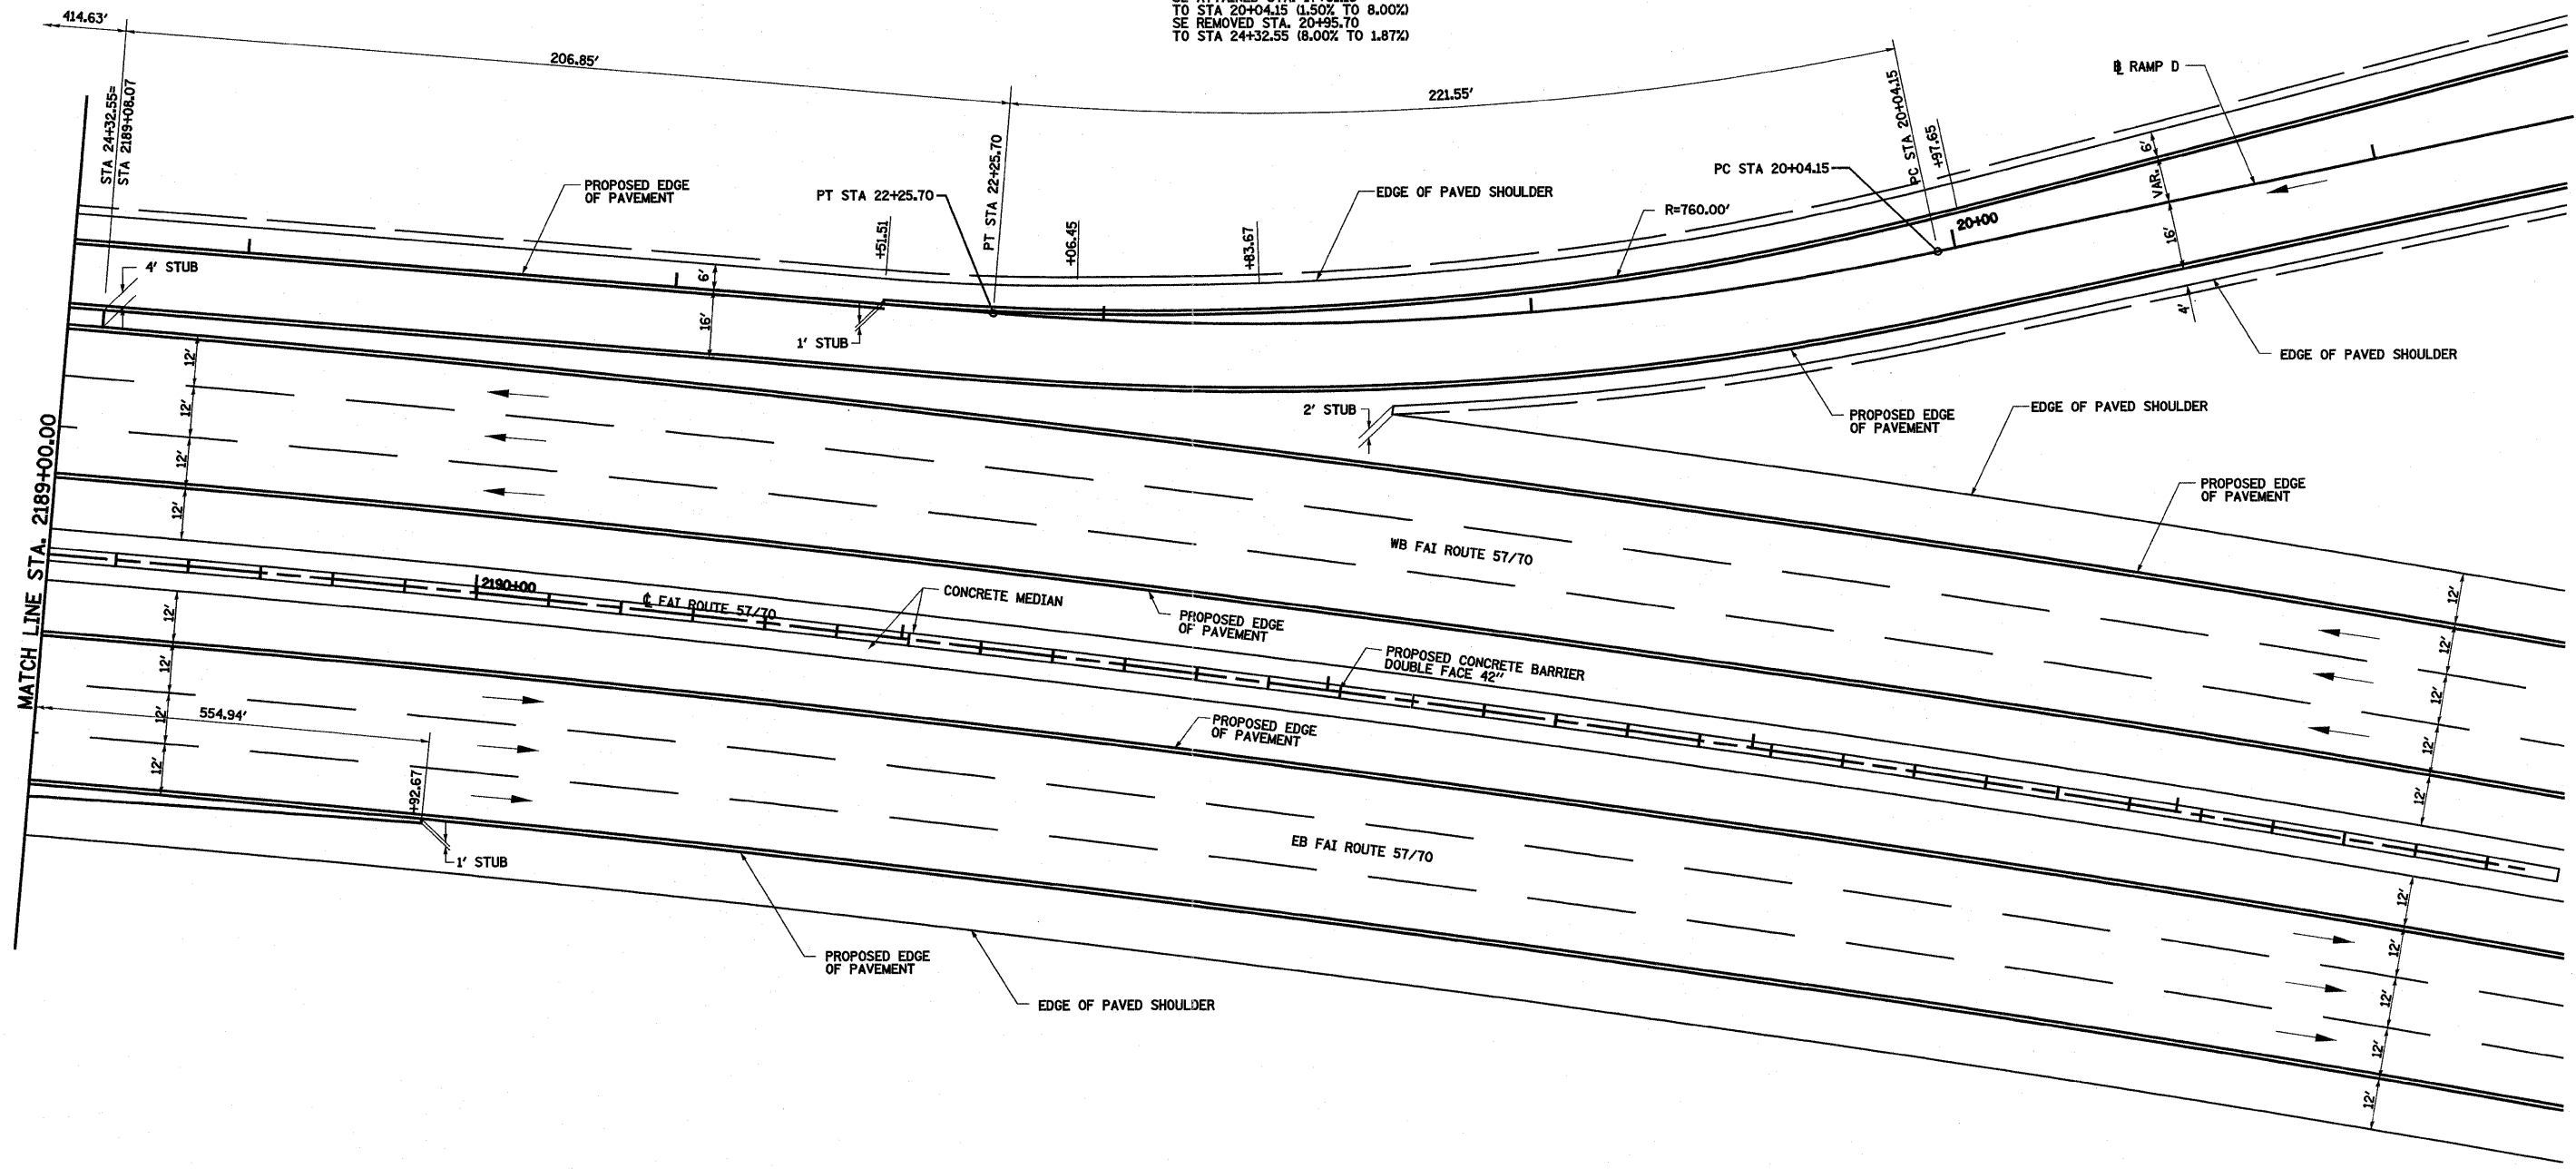 TO STA 20+04.15 (1.50% TO 8.00%)
SE REMOVED STA. 20+95.70
TO STA 24+32.55 (8.00% TO 1.87%)
414.63'
206.85'
221.55'
STA 24+32.55=
STA 2189+08.07
PT STA 22+25.70
PC STA 20+04.15
+97.65
RAMP D
PROPOSED EDGE
OF PAVEMENT
PT STA 22+25.70
+51.51
+06.45
+83.67
EDGE OF PAVED SHOULDER
PC STA 20+04.15
R=760.00'
20+00
6'
VAR.
16'
4'
4' STUB
6'
16'
1' STUB
EDGE OF PAVED SHOULDER
2' STUB
PROPOSED EDGE
OF PAVEMENT
EDGE OF PAVED SHOULDER
PROPOSED EDGE
OF PAVEMENT
12'
12'
12'
12'
MATCH LINE STA. 2189+00.00
WB FAI ROUTE 57/70
2190+00
℄ FAI ROUTE 57/70
CONCRETE MEDIAN
PROPOSED EDGE
OF PAVEMENT
PROPOSED CONCRETE BARRIER
DOUBLE FACE 42"
PROPOSED EDGE
OF PAVEMENT
12'
12'
12'
12'
12'
12'
12'
12'
12'
554.94'
+92.67
1' STUB
EB FAI ROUTE 57/70
PROPOSED EDGE
OF PAVEMENT
EDGE OF PAVED SHOULDER
12'
12'
12'
12'
12'